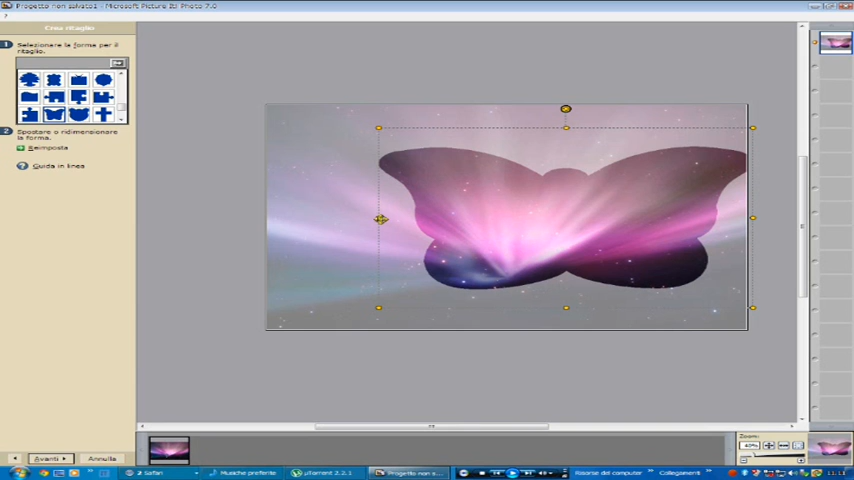 Progetto non salvato1 - Microsoft Picture It! Photo 7.0
?
Crea ritaglio
1 Selezionare la forma per il
ritaglio.
2 Spostare o ridimensionare
la forma.
Reimposta
Guida in linea
Zoom:
Avanti
Annulla
2 Safari
Musiche preferite
µTorrent 2.2.1
Progetto non s...
Risorse del computer
Collegamenti
11.11